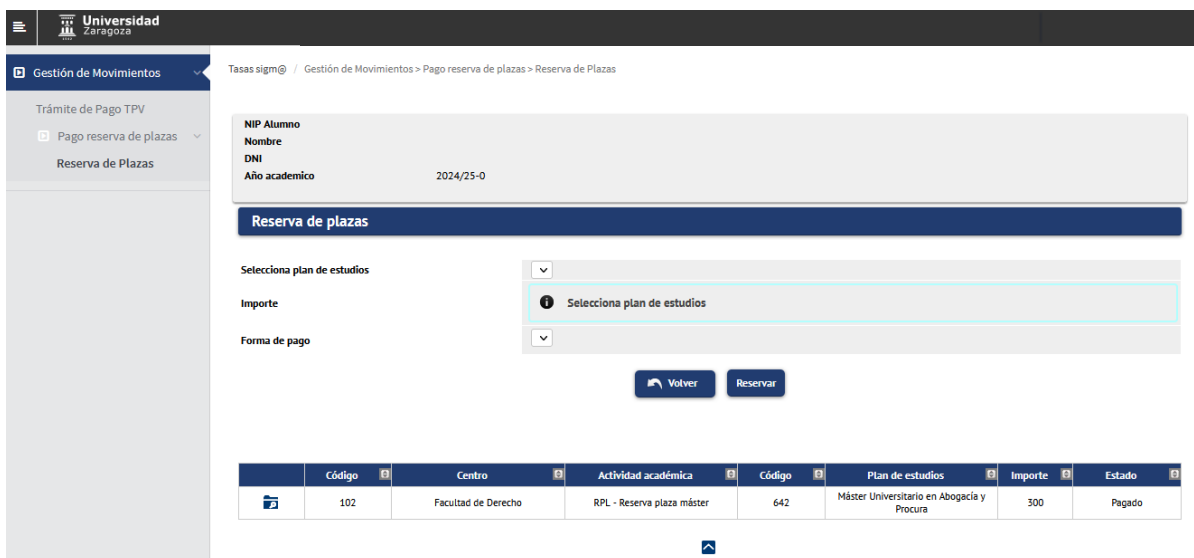 Universidad
Zaragoza
Gestión de Movimientos
Trámite de Pago TPV
Pago reserva de plazas
Reserva de Plazas
Tasas sigm@ / Gestión de Movimientos > Pago reserva de plazas > Reserva de Plazas
NIP Alumno
Nombre
DNI
Año academico 2024/25-0
Reserva de plazas
Selecciona plan de estudios
Importe Selecciona plan de estudios
Forma de pago
Volver Reservar
Código Centro Actividad académica Código Plan de estudios Importe Estado
102 Facultad de Derecho RPL - Reserva plaza máster 642 Máster Universitario en Abogacía y Procura 300 Pagado